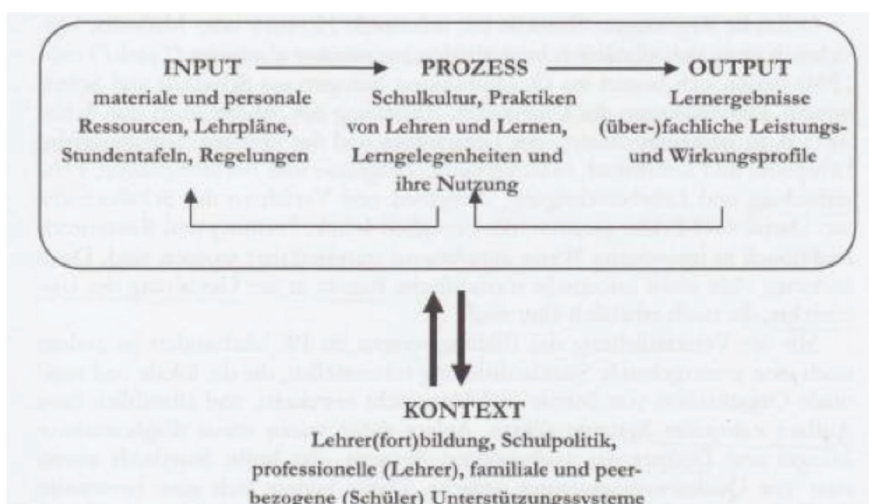 INPUT
materiale und personale
Ressourcen, Lehrpläne,
Stundentafeln, Regelungen
PROZESS
Schulkultur, Praktiken
von Lehren und Lernen,
Lerngelegenheiten und
ihre Nutzung
OUTPUT
Lernergebnisse
(über-)fachliche Leistungs-
und Wirkungsprofile
KONTEXT
Lehrer(fort)bildung, Schulpolitik,
professionelle (Lehrer), familiale und peer-
bezogene (Schüler) Unterstützungssysteme